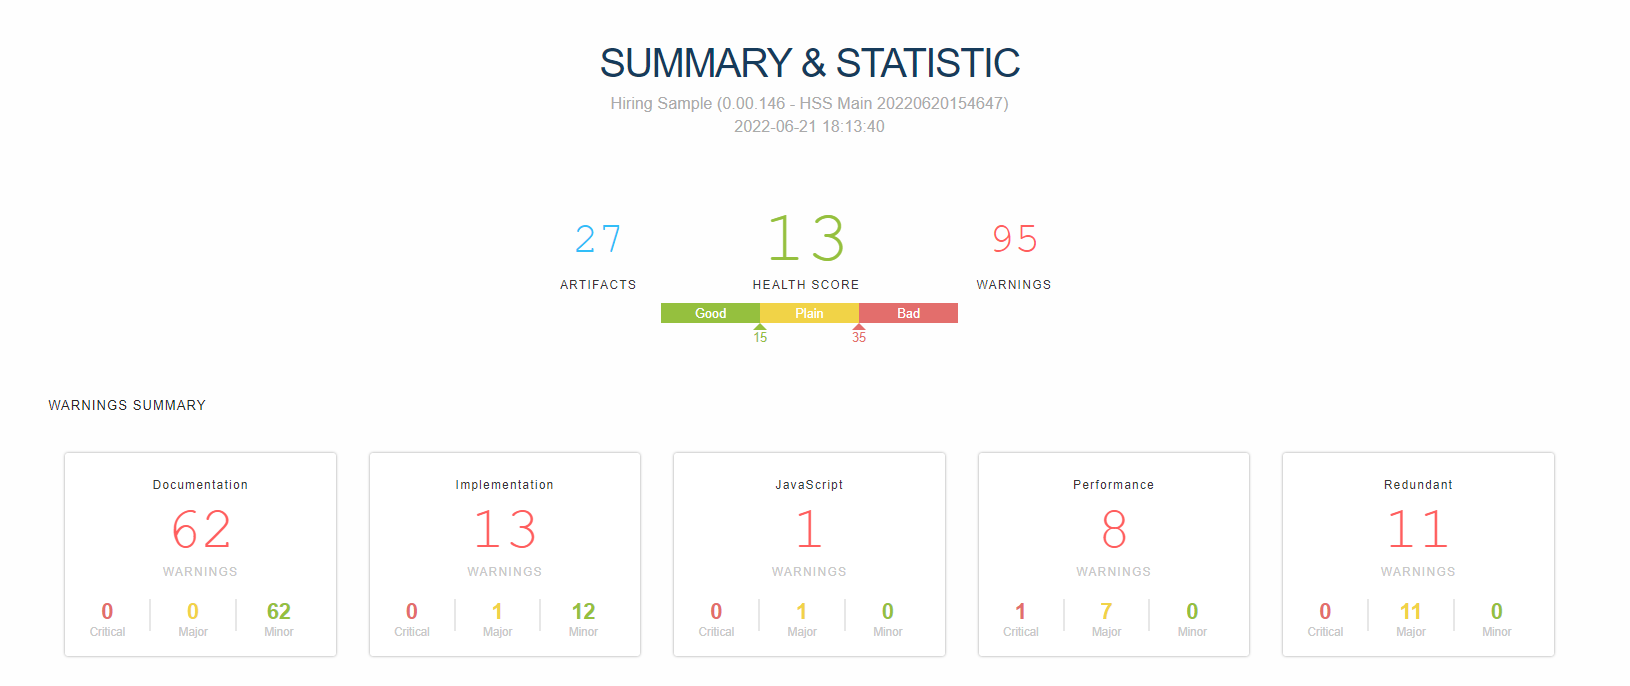 SUMMARY & STATISTIC
Hiring Sample (0.00.146 - HSS Main 20220620154647)
2022-06-21 18:13:40
27 13 95
ARTIFACTS HEALTH SCORE WARNINGS
Good Plain Bad
15 35
WARNINGS SUMMARY
Documentation Implementation JavaScript Performance Redundant
62 13 1 8 11
WARNINGS WARNINGS WARNINGS WARNINGS WARNINGS
0 0 62 0 1 12 0 1 0 1 7 0 0 11 0
Critical Major Minor Critical Major Minor Critical Major Minor Critical Major Minor Critical Major Minor